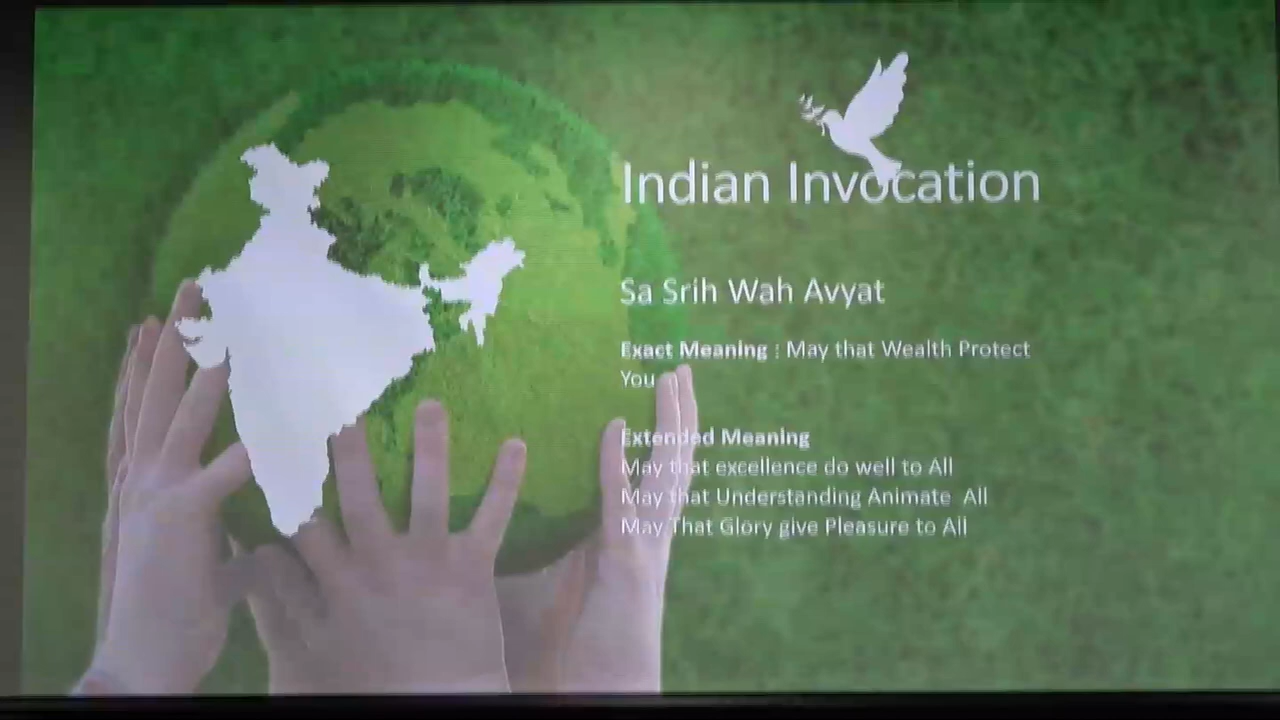 Indian Invocation
Sa Srih Wah Avyat
Exact Meaning : May that Wealth Protect
You
Extended Meaning
May that excellence do well to All
May that Understanding Animate All
May That Glory give Pleasure to All